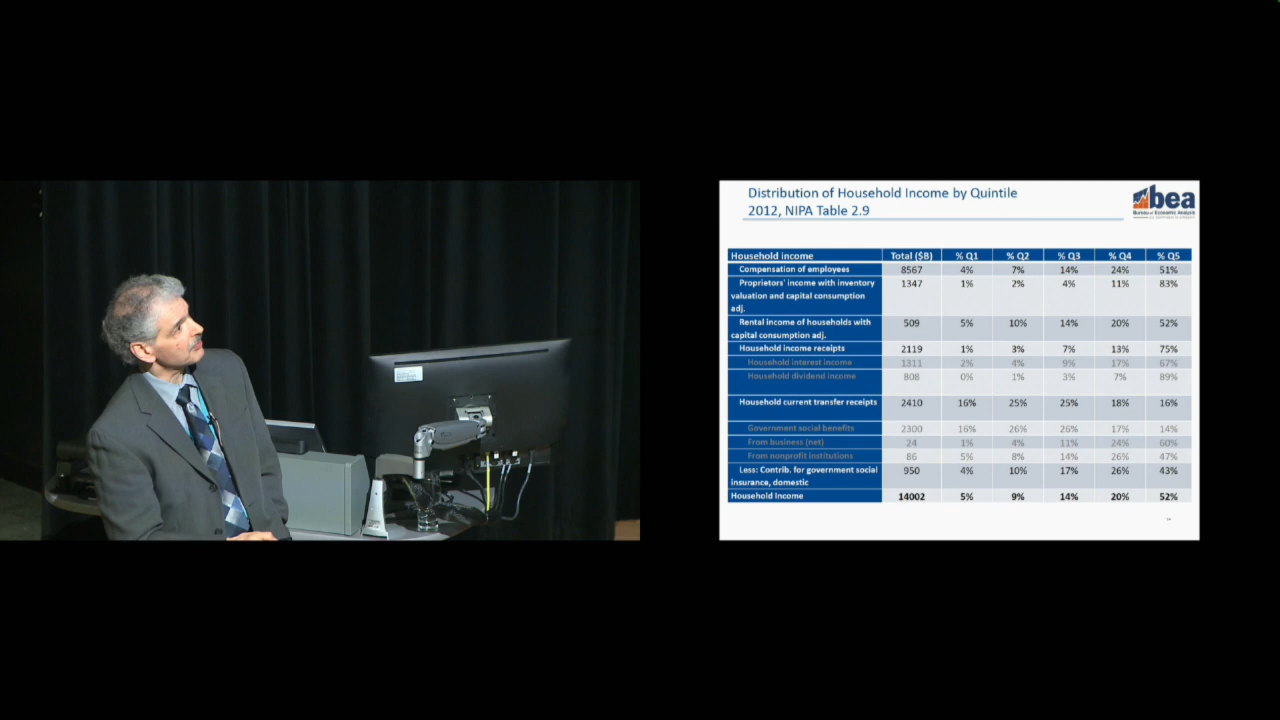 Distribution of Household Income by Quintile
2012, NIPA Table 2.9
bea
Bureau of Economic Analysis
Household income Total ($B) % Q1 % Q2 % Q3 % Q4 % Q5
Compensation of employees 8567 4% 7% 14% 24% 51%
Proprietors' income with inventory 1347 1% 2% 4% 11% 83%
valuation and capital consumption
adj.
Rental income of households with 509 5% 10% 14% 20% 52%
capital consumption adj.
Household income receipts 2119 1% 3% 7% 13% 75%
Household interest income 1311 2% 4% 9% 17% 67%
Household dividend income 808 0% 1% 3% 7% 89%
Household current transfer receipts 2410 16% 25% 25% 18% 16%
Government social benefits 2300 16% 26% 26% 17% 14%
From business (net) 24 1% 4% 11% 24% 60%
From nonprofit institutions 86 5% 8% 14% 26% 47%
Less: Contrib. for government social 950 4% 10% 17% 26% 43%
insurance, domestic
Household Income 14002 5% 9% 14% 20% 52%